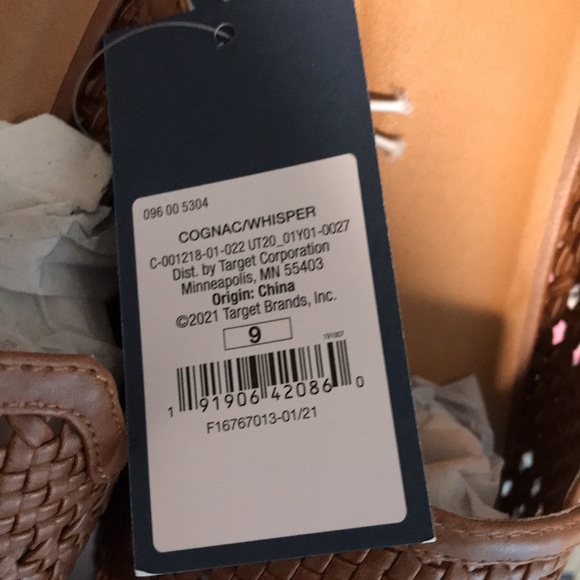 096 00 5304
COGNAC/WHISPER
C-001218-01-022 UT20_01Y01-0027
Dist. by Target Corporation
Minneapolis, MN 55403
Origin: China
©2021 Target Brands, Inc.
9
191907
1 91906 42086 0
F16767013-01/21